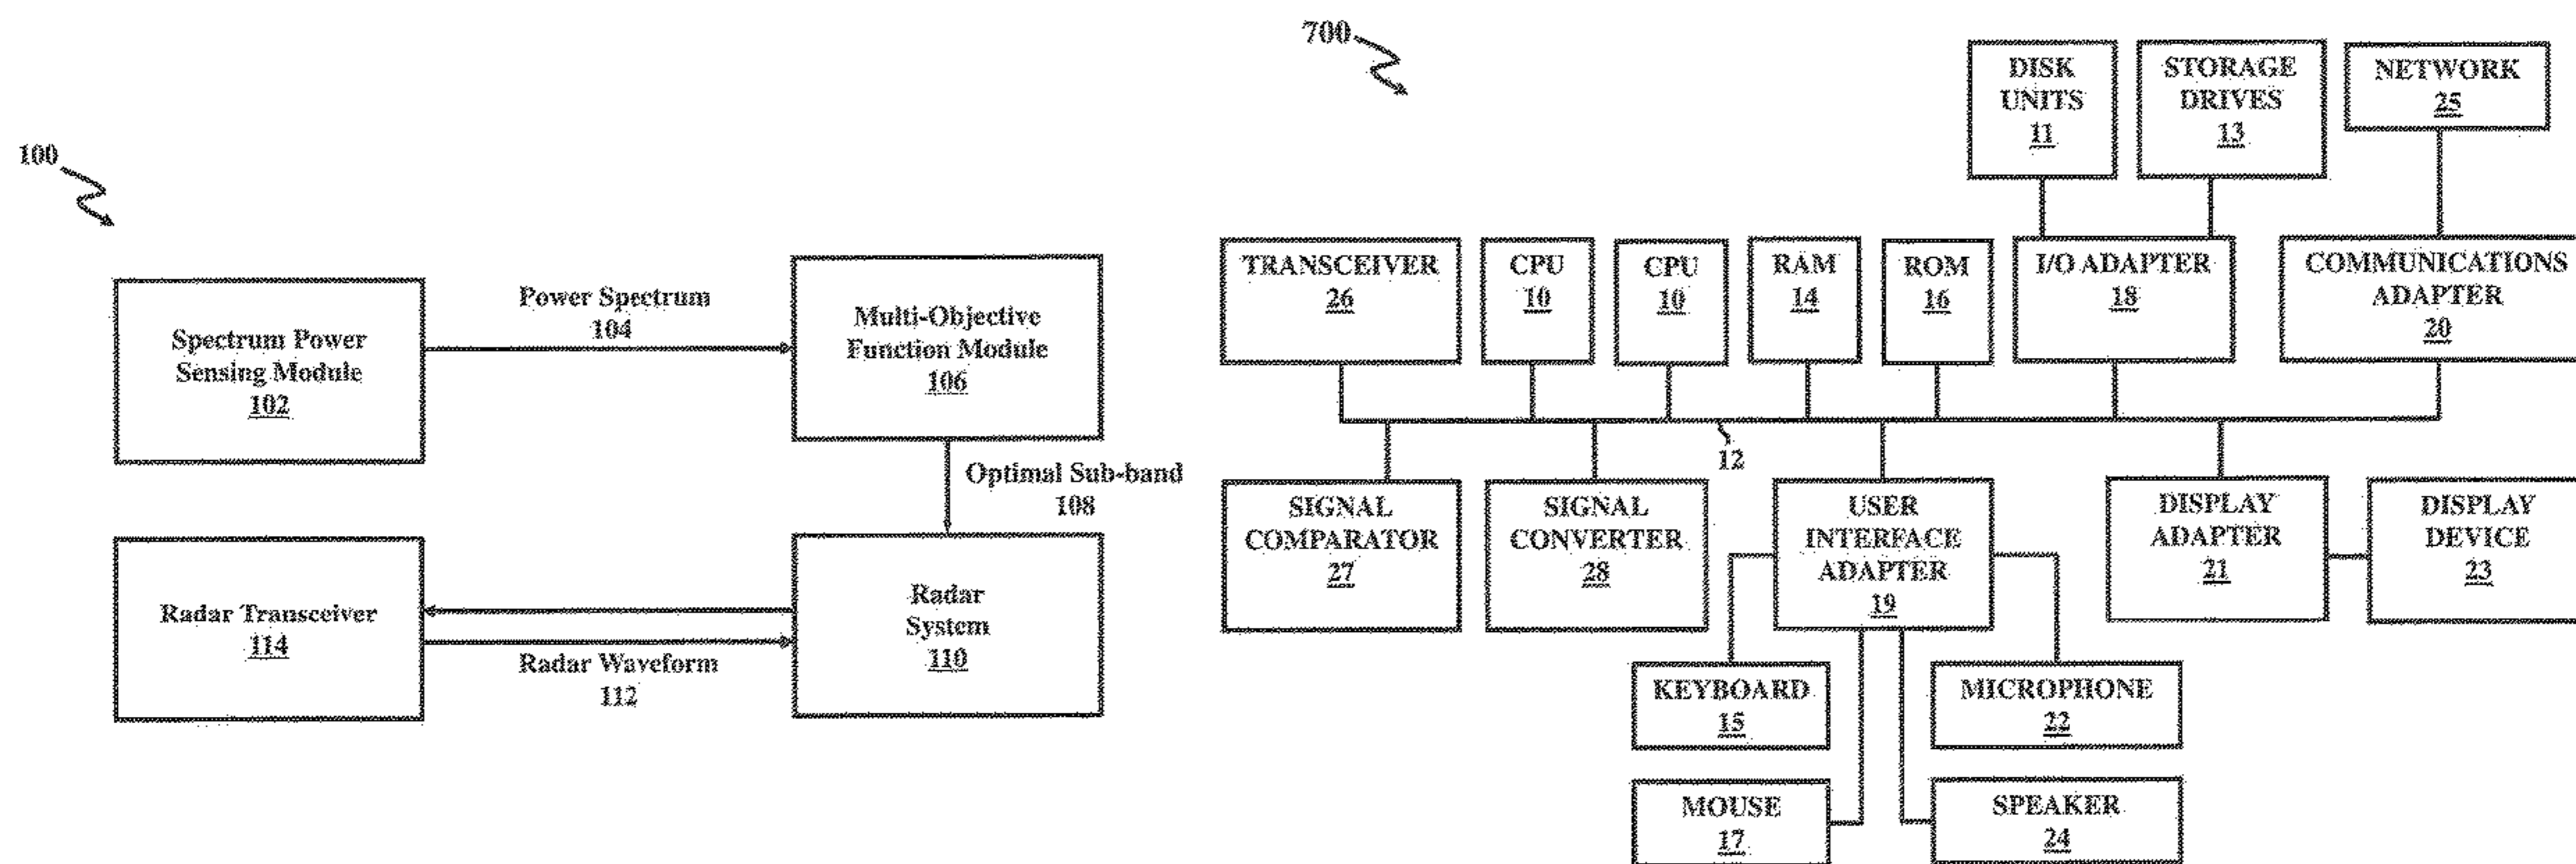 100
Spectrum Power
Sensing Module
102
Power Spectrum
104
Multi-Objective
Function Module
106
Optimal Sub-band
108
Radar Transceiver
114
Radar Waveform
112
Radar
System
110
700
DISK
UNITS
11
STORAGE
DRIVES
13
NETWORK
25
TRANSCEIVER
26
CPU
10
CPU
10
RAM
14
ROM
16
I/O ADAPTER
18
COMMUNICATIONS
ADAPTER
20
12
SIGNAL
COMPARATOR
27
SIGNAL
CONVERTER
28
USER
INTERFACE
ADAPTER
19
DISPLAY
ADAPTER
21
DISPLAY
DEVICE
23
KEYBOARD
15
MICROPHONE
22
MOUSE
17
SPEAKER
24